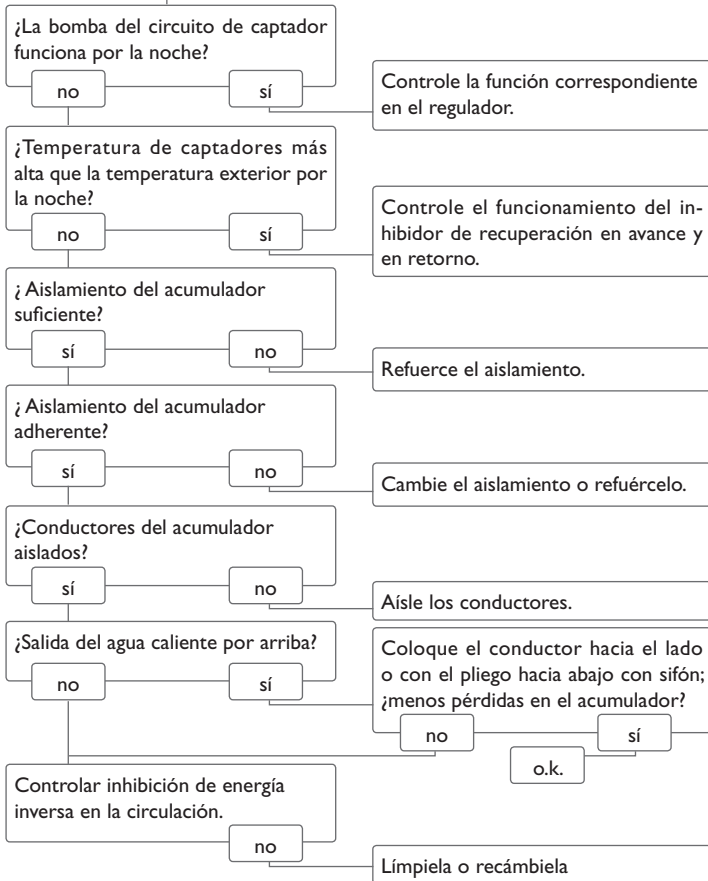 ¿La bomba del circuito de captador
funciona por la noche?
no
sí
Controle la función correspondiente
en el regulador.
¿Temperatura de captadores más
alta que la temperatura exterior por
la noche?
no
sí
Controle el funcionamiento del in-
hibidor de recuperación en avance y
en retorno.
¿ Aislamiento del acumulador
suficiente?
sí
no
Refuerce el aislamiento.
¿ Aislamiento del acumulador
adherente?
sí
no
Cambie el aislamiento o refuércelo.
¿Conductores del acumulador
aislados?
sí
no
Aísle los conductores.
¿Salida del agua caliente por arriba?
no
sí
Coloque el conductor hacia el lado
o con el pliego hacia abajo con sifón;
¿menos pérdidas en el acumulador?
no
sí
o.k.
Controlar inhibición de energía
inversa en la circulación.
no
Límpiela o recámbiela